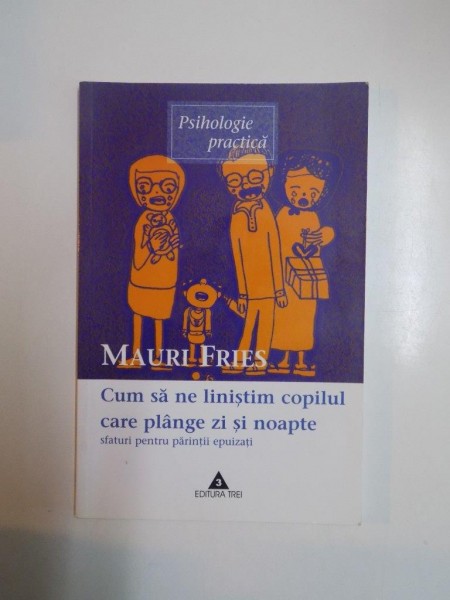 Psihologie
practică
MAURI FRIES
Cum să ne liniștim copilul
care plânge zi și noapte
sfaturi pentru părinții epuizați
3
EDITURA TREI